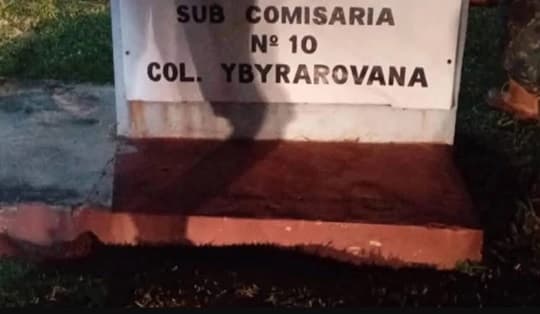 SUB COMISARIA
Nº 10
COL. YBYRAROVANA